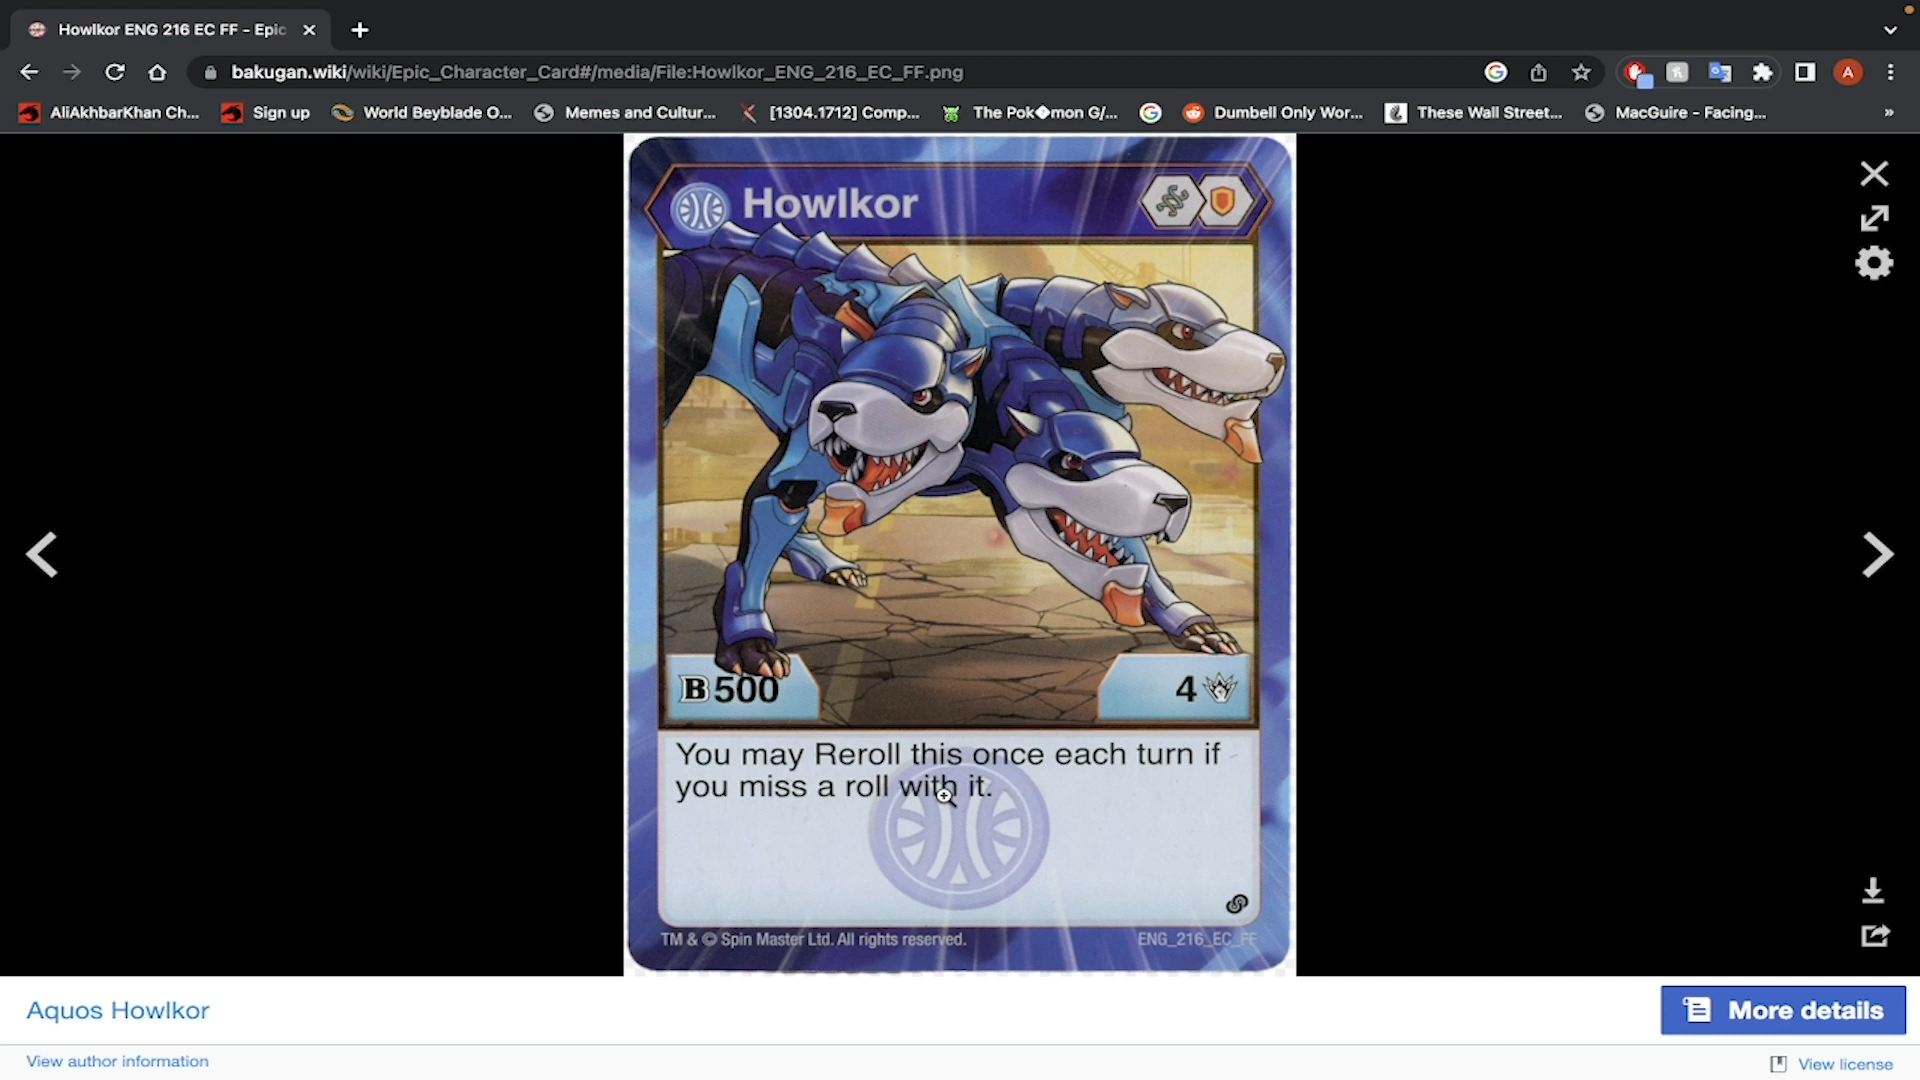 Howlkor ENG 216 EC FF - Epic
bakugan.wiki/wiki/Epic_Character_Card#/media/File:Howlkor_ENG_216_EC_FF.png
A
AliAkhbarKhan Ch...
Sign up
World Beyblade O...
Memes and Cultur...
[1304.1712] Comp...
The Pok�mon G/...
Dumbell Only Wor...
These Wall Street...
MacGuire - Facing...
»
Howlkor
B 500
4
You may Reroll this once each turn if
you miss a roll with it.
TM & © Spin Master Ltd. All rights reserved.
ENG_216_EC_FF
Aquos Howlkor
More details
View author information
View license